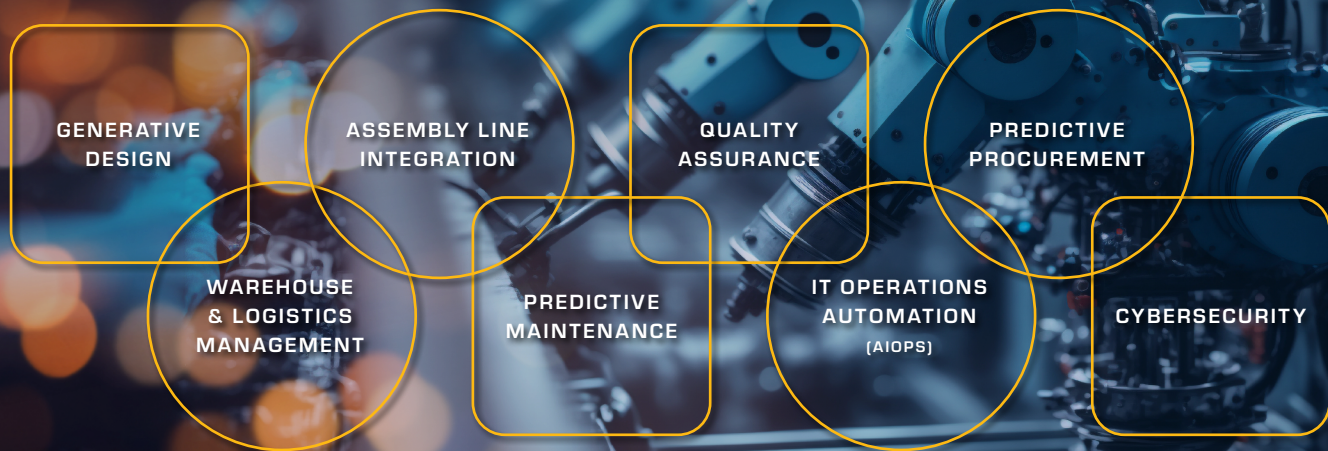 GENERATIVE
DESIGN
ASSEMBLY LINE
INTEGRATION
QUALITY
ASSURANCE
PREDICTIVE
PROCUREMENT
WAREHOUSE
& LOGISTICS
MANAGEMENT
PREDICTIVE
MAINTENANCE
IT OPERATIONS
AUTOMATION
(AIOPS)
CYBERSECURITY